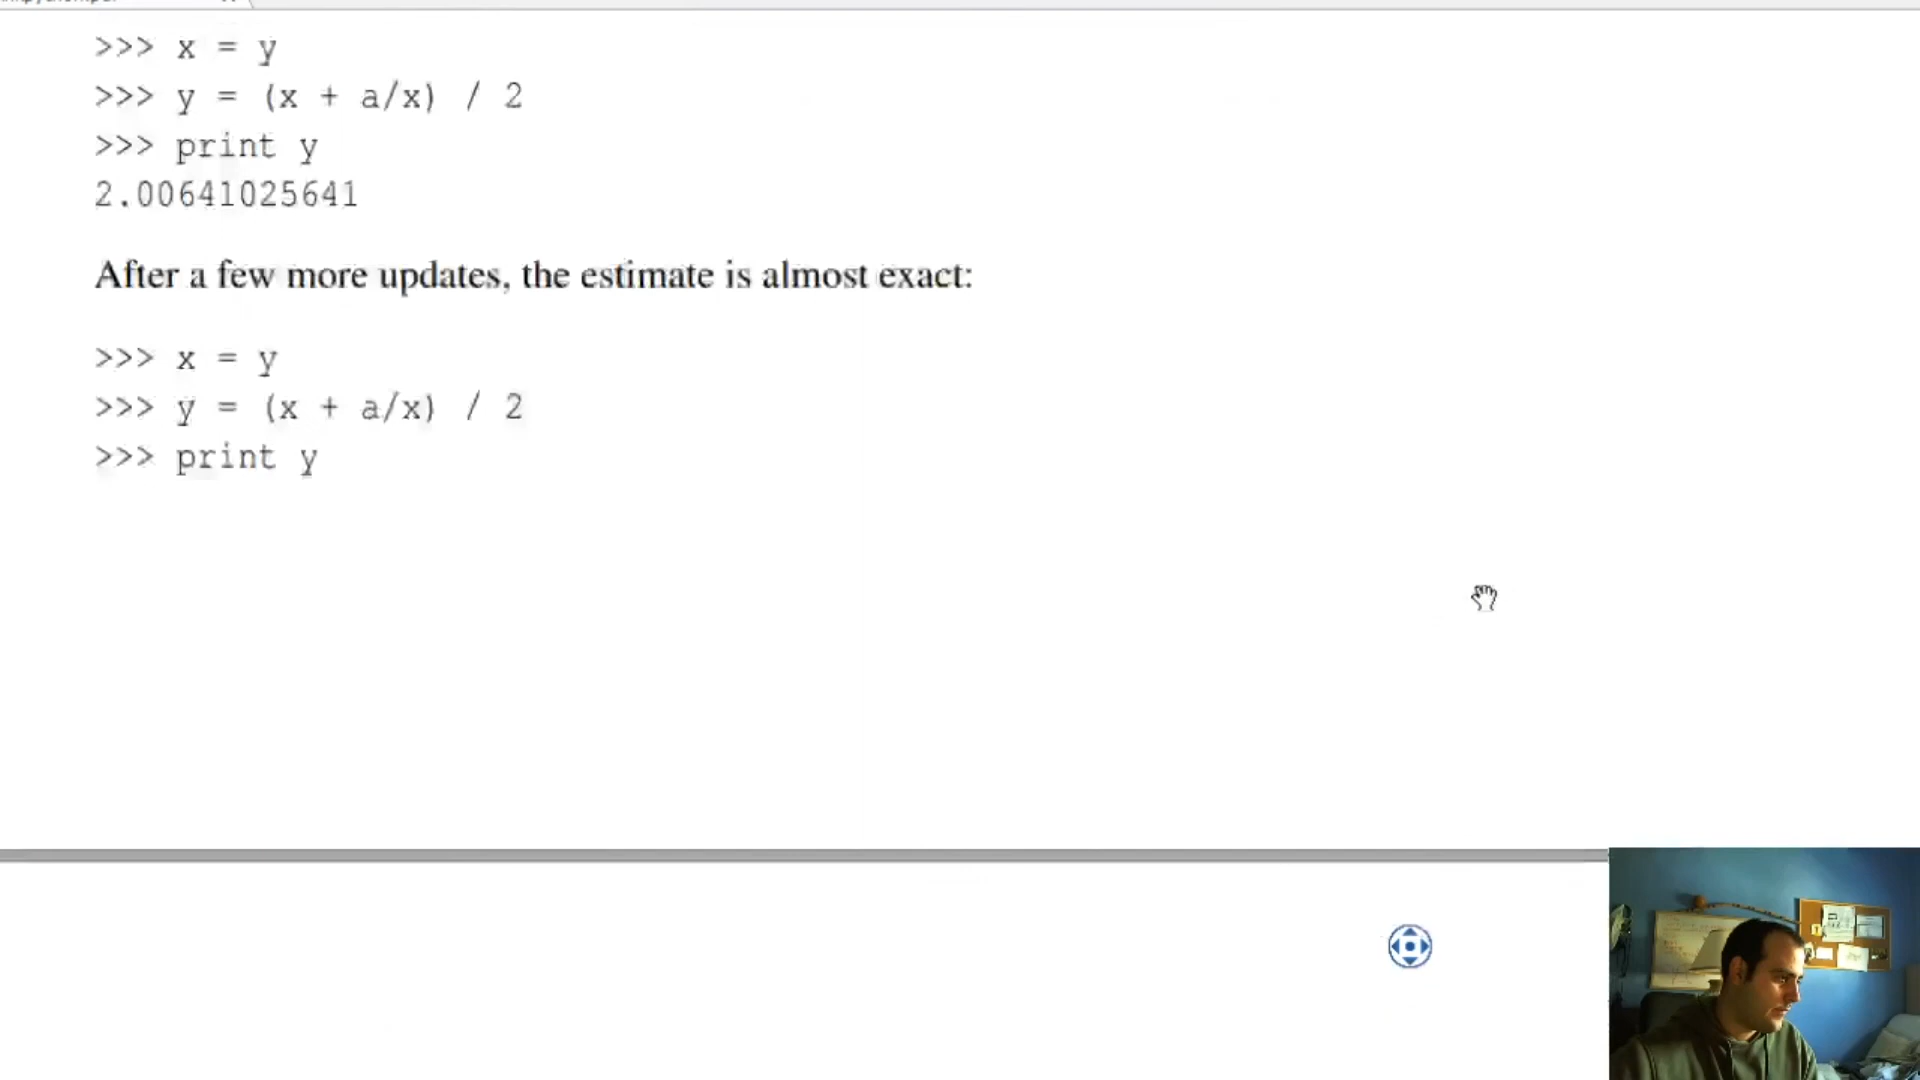 >>> x = y
>>> y = (x + a/x) / 2
>>> print y
2.00641025641
After a few more updates, the estimate is almost exact:
>>> x = y
>>> y = (x + a/x) / 2
>>> print y